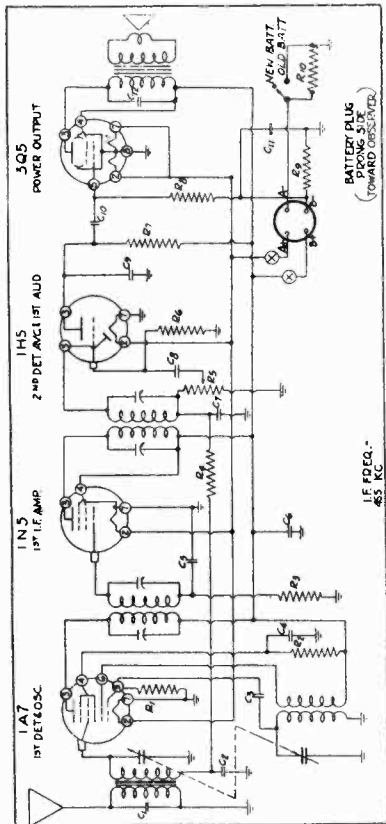 1A7
1ST DET & OSC.
1N5
1ST I.F. AMP.
1H5
2ND DET. AVC & 1ST AUD
3Q5
POWER OUTPUT
R1
R2
R3
R4
R5
R6
R7
R8
R9
R10
C2
C3
C5
C6
C7
C8
C9
C10
C11
C12
NEW BATT
OLD BATT
A+
A-
B+
B-
BATTERY PLUG
PRONG SIDE
(TOWARD OBSERVER)
I.F. FREQ.-
455 KC